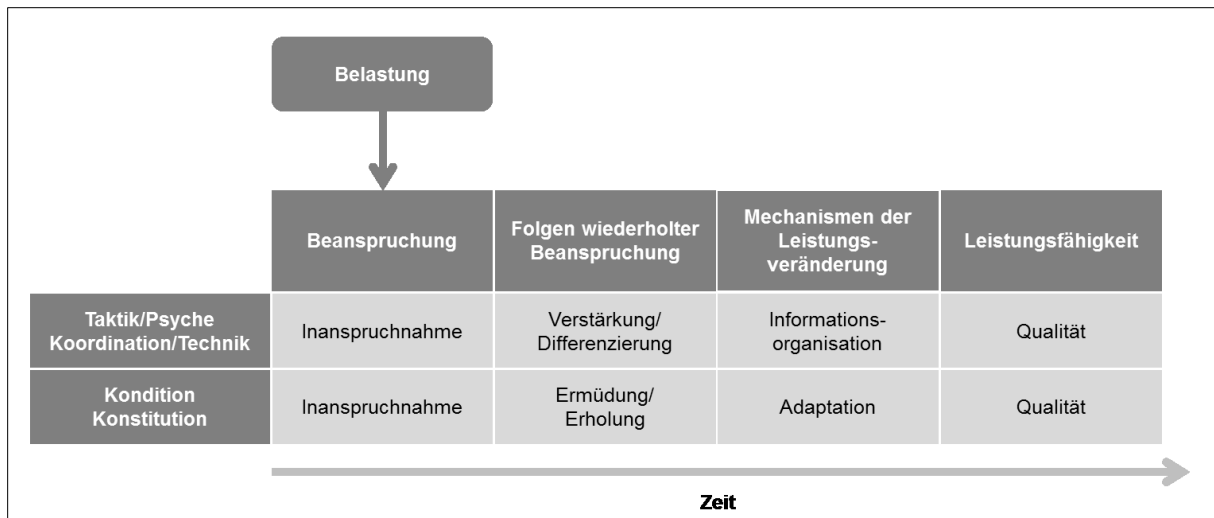 Belastung
Beanspruchung
Folgen wiederholter
Beanspruchung
Mechanismen der
Leistungs-
veränderung
Leistungsfähigkeit
Taktik/Psyche
Koordination/Technik
Inanspruchnahme
Verstärkung/
Differenzierung
Informations-
organisation
Qualität
Kondition
Konstitution
Inanspruchnahme
Ermüdung/
Erholung
Adaptation
Qualität
Zeit